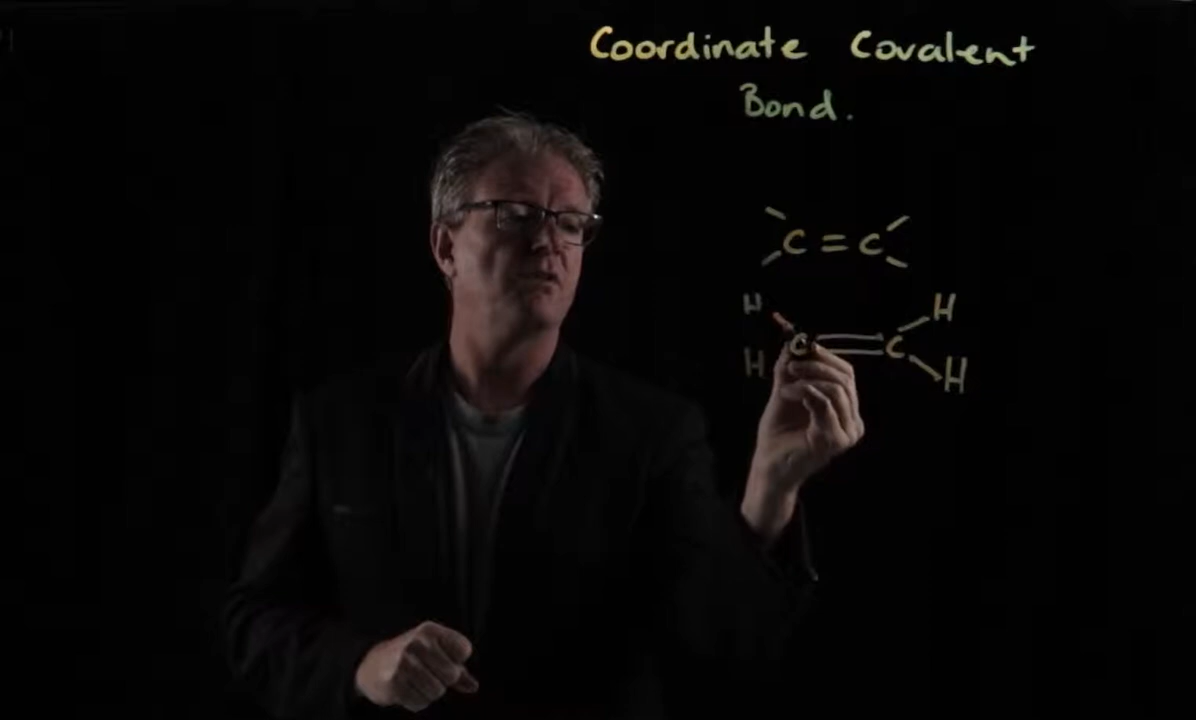 Coordinate Covalent
Bond.
C = C
H H
C = C
H H